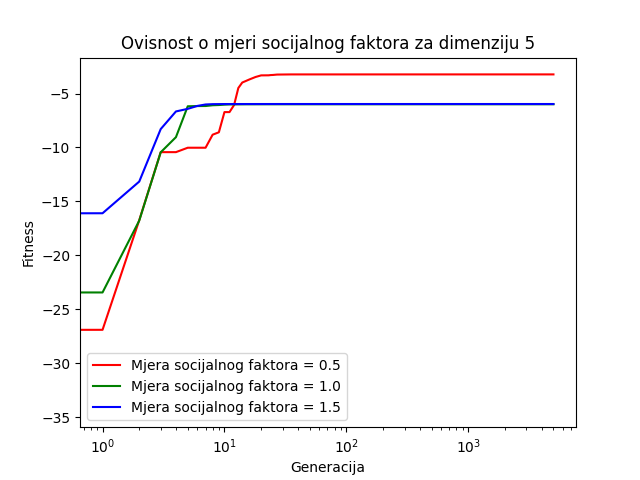 Ovisnost o mjeri socijalnog faktora za dimenziju 5
Fitness
−5
−10
−15
−20
−25
−30
−35
Mjera socijalnog faktora = 0.5
Mjera socijalnog faktora = 1.0
Mjera socijalnog faktora = 1.5
10⁰ 10¹ 10² 10³
Generacija